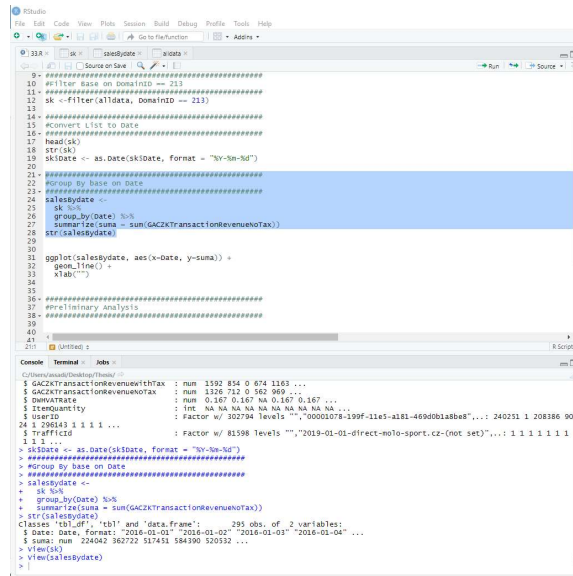 RStudio
File Edit Code View Plots Session Build Debug Profile Tools Help
Go to file/function Addins
33.R × sk × salesBydate × alldata ×
Source on Save Run Source
9 #################################################
10 #Filter Base on DomainID == 213
11 #################################################
12 sk <-filter(alldata, DomainID == 213)
13
14 #################################################
15 #Convert List to Date
16 #################################################
17 head(sk)
18 str(sk)
19 sk$Date <- as.Date(sk$Date, format = "%Y-%m-%d")
20
21 #################################################
22 #Group By base on Date
23 #################################################
24 salesBydate <-
25 sk %>%
26 group_by(Date) %>%
27 summarize(suma = sum(GACZKTransactionRevenueNoTax))
28 str(salesBydate)
29
30
31 ggplot(salesBydate, aes(x=Date, y=suma)) +
32 geom_line() +
33 xlab("")
34
35
36 #################################################
37 #Preliminary Analysis
38 #################################################
39
40
41
21:1 (Untitled) R Script
Console Terminal × Jobs ×
C:/Users/assadi/Desktop/Thesis/
$ GACZKTransactionRevenueWithTax : num 1592 854 0 674 1163 ...
$ GACZKTransactionRevenueNoTax : num 1326 712 0 562 969 ...
$ DWHVATRate : num 0.167 0.167 NA 0.167 0.167 ...
$ ItemQuantity : int NA NA NA NA NA NA NA NA NA NA ...
$ UserID : Factor w/ 302794 levels "","00001078-199f-11e5-a181-469d0b1a8be8",..: 240251 1 208386 90
24 1 296143 1 1 1 1 ...
$ TrafficId : Factor w/ 81598 levels "","2019-01-01-direct-molo-sport.cz-(not set)",..: 1 1 1 1 1 1 1
1 1 1 ...
> sk$Date <- as.Date(sk$Date, format = "%Y-%m-%d")
> #################################################
> #Group By base on Date
> #################################################
> salesBydate <-
+ sk %>%
+ group_by(Date) %>%
+ summarize(suma = sum(GACZKTransactionRevenueNoTax))
> str(salesBydate)
Classes ‘tbl_df’, ‘tbl’ and 'data.frame': 295 obs. of 2 variables:
$ Date: Date, format: "2016-01-01" "2016-01-02" "2016-01-03" "2016-01-04" ...
$ suma: num 224042 362722 517451 584390 520532 ...
> View(sk)
> View(salesBydate)
>